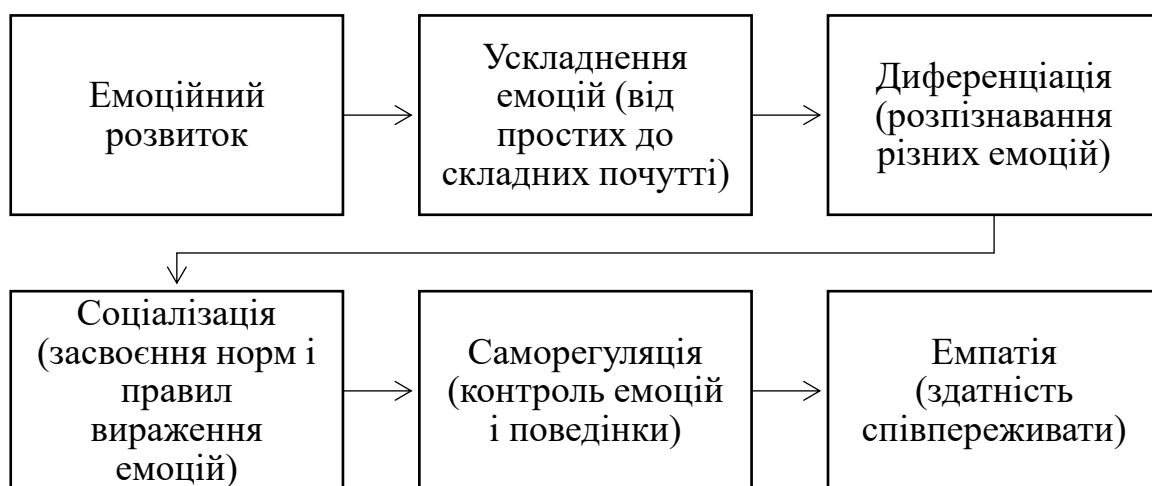 Емоційний
розвиток
Ускладнення
емоцій (від
простих до
складних почутті)
Диференціація
(розпізнавання
різних емоцій)
Соціалізація
(засвоєння норм і
правил
вираження
емоцій)
Саморегуляція
(контроль емоцій
і поведінки)
Емпатія
(здатність
співпереживати)